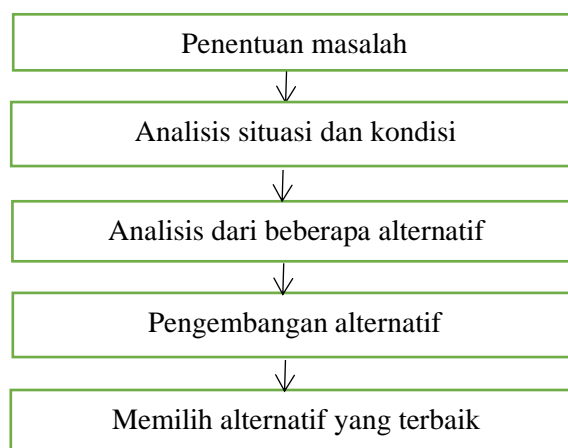 Penentuan masalah
Analisis situasi dan kondisi
Analisis dari beberapa alternatif
Pengembangan alternatif
Memilih alternatif yang terbaik